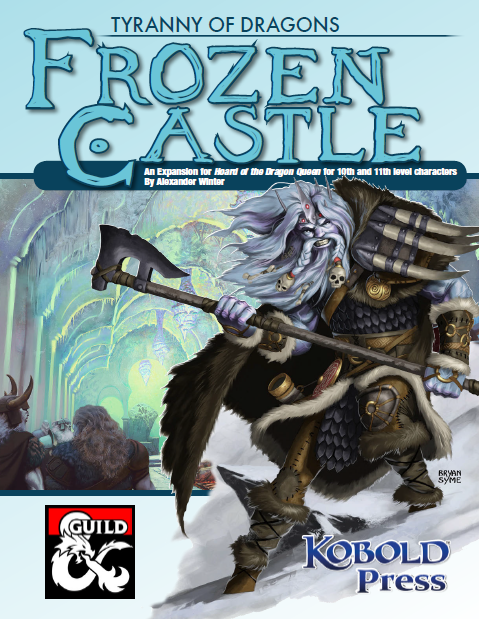 TYRANNY OF DRAGONS
FROZEN
CASTLE
An Expansion for Hoard of the Dragon Queen for 10th and 11th level characters
By Alexander Winter
BRYAN
SYME
GUILD
KOBOLD
Press